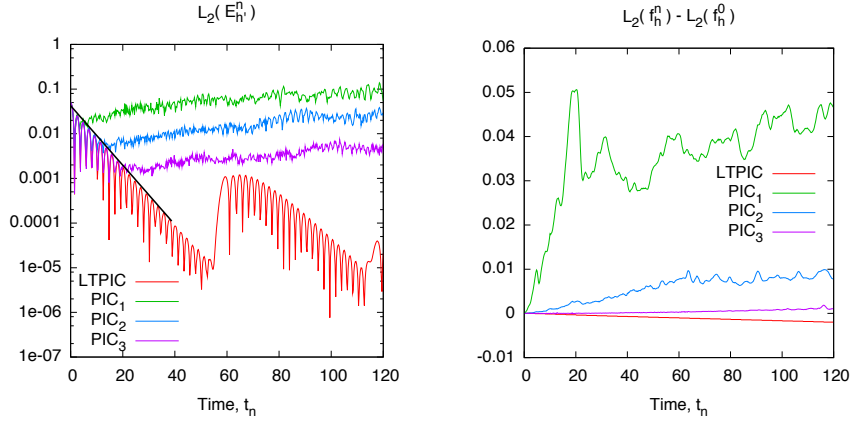 L2( E^n_h' )
1
0.1
0.01
0.001
0.0001
1e-05
1e-06
1e-07
LTPIC
PIC1
PIC2
PIC3
0 20 40 60 80 100 120
Time, tn
L2( f^n_h ) - L2( f^0_h )
0.06
0.05
0.04
0.03
0.02
0.01
0
-0.01
LTPIC
PIC1
PIC2
PIC3
0 20 40 60 80 100 120
Time, tn